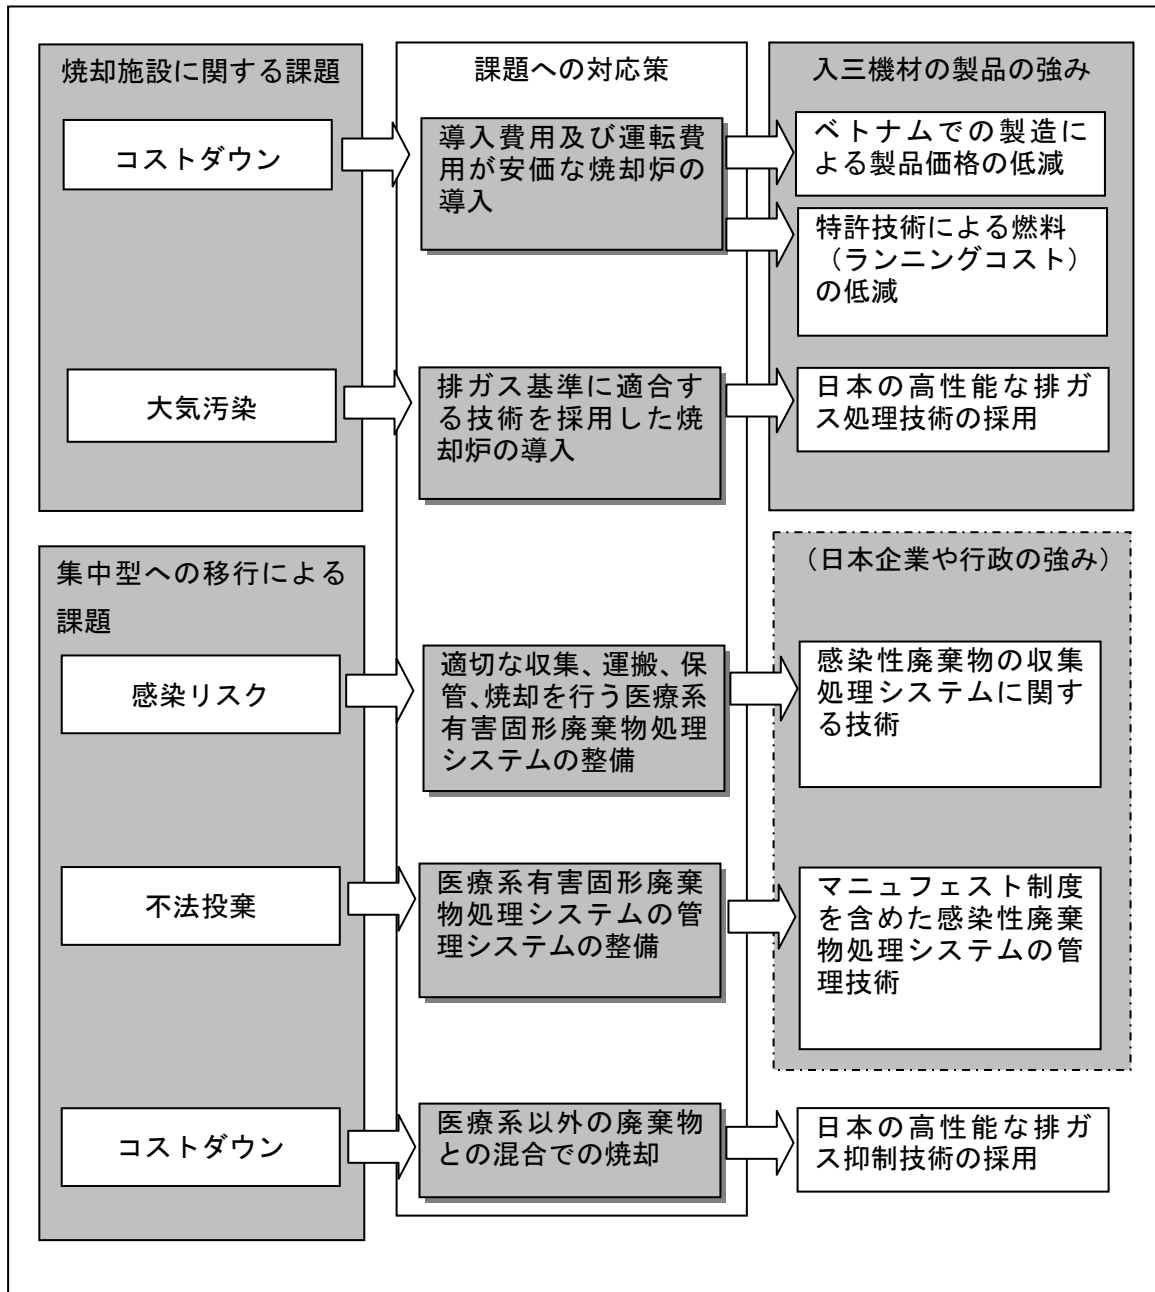 焼却施設に関する課題
課題への対応策
入三機材の製品の強み
コストダウン
導入費用及び運転費
用が安価な焼却炉の
導入
ベトナムでの製造に
よる製品価格の低減
特許技術による燃料
（ランニングコスト）
の低減
大気汚染
排ガス基準に適合す
る技術を採用した焼
却炉の導入
日本の高性能な排ガ
ス処理技術の採用
集中型への移行による
課題
（日本企業や行政の強み）
感染リスク
適切な収集、運搬、保
管、焼却を行う医療系
有害固形廃棄物処理
システムの整備
感染性廃棄物の収集
処理システムに関す
る技術
不法投棄
医療系有害固形廃棄
物処理システムの管
理システムの整備
マニュフェスト制度
を含めた感染性廃棄
物処理システムの管
理技術
コストダウン
医療系以外の廃棄物
との混合での焼却
日本の高性能な排ガ
ス抑制技術の採用